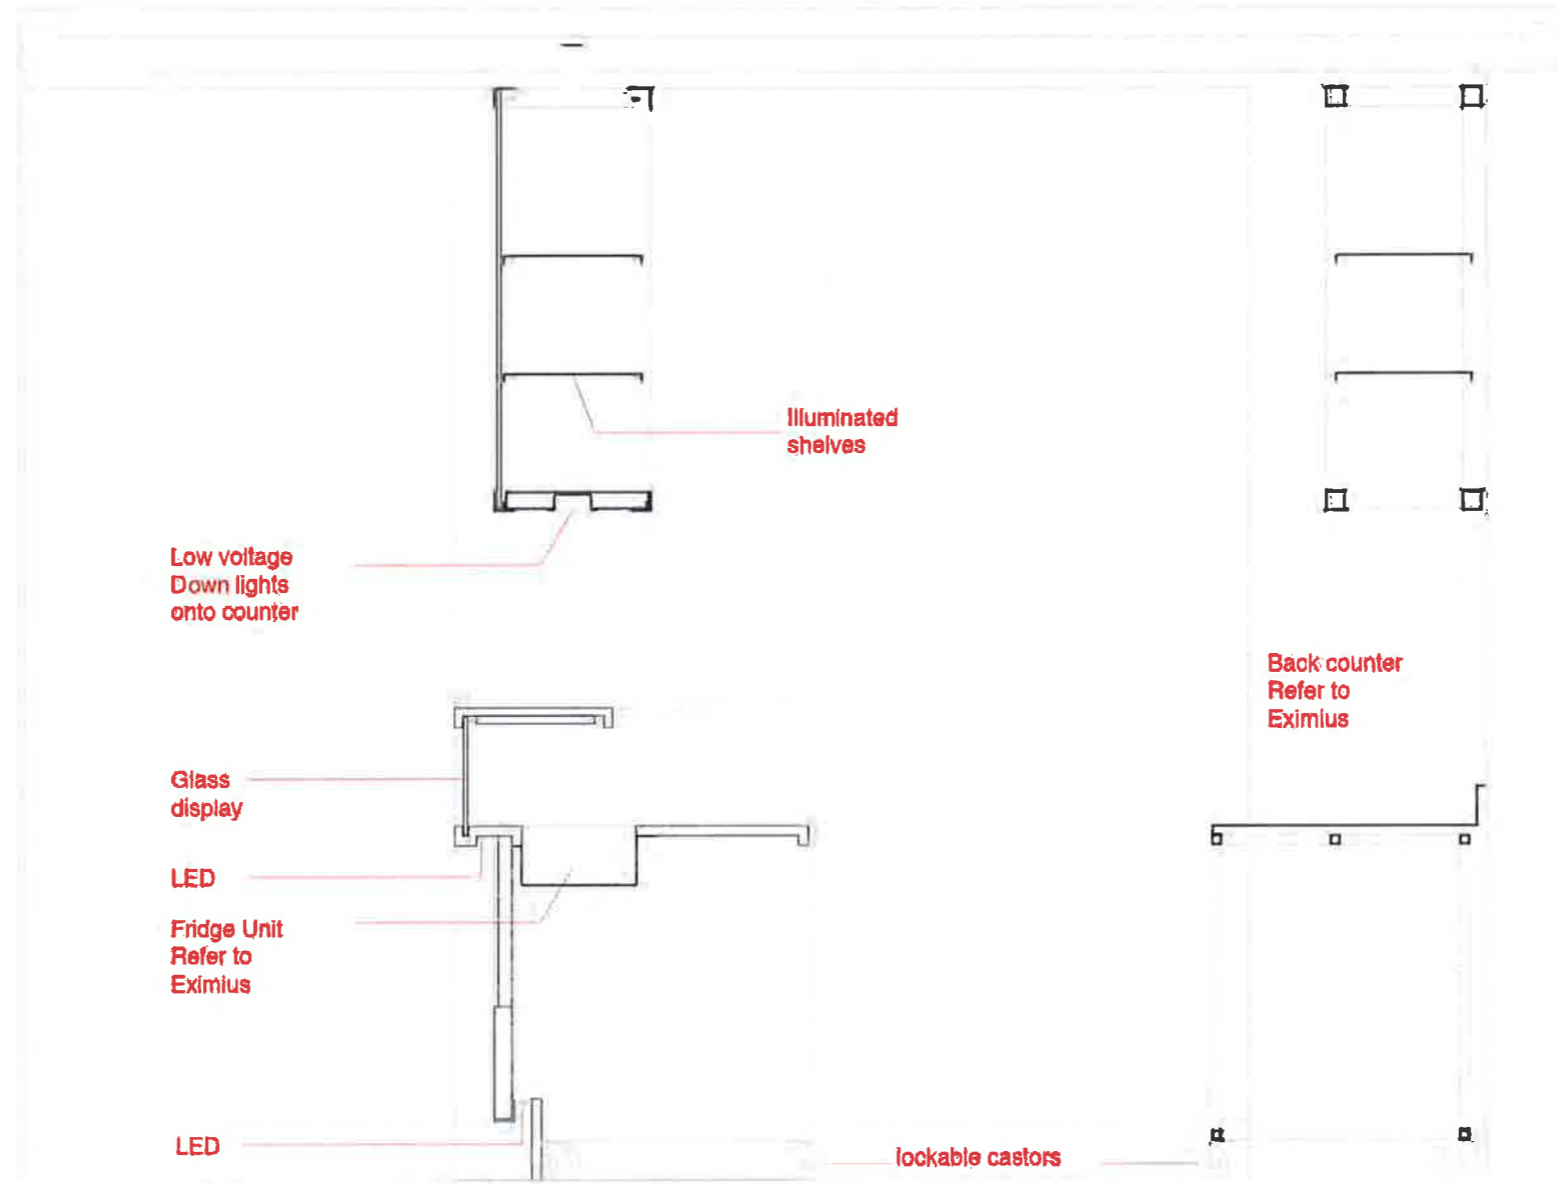 Illuminated
shelves
Low voltage
Down lights
onto counter
Back counter
Refer to
Eximius
Glass
display
LED
Fridge Unit
Refer to
Eximius
LED
lockable castors